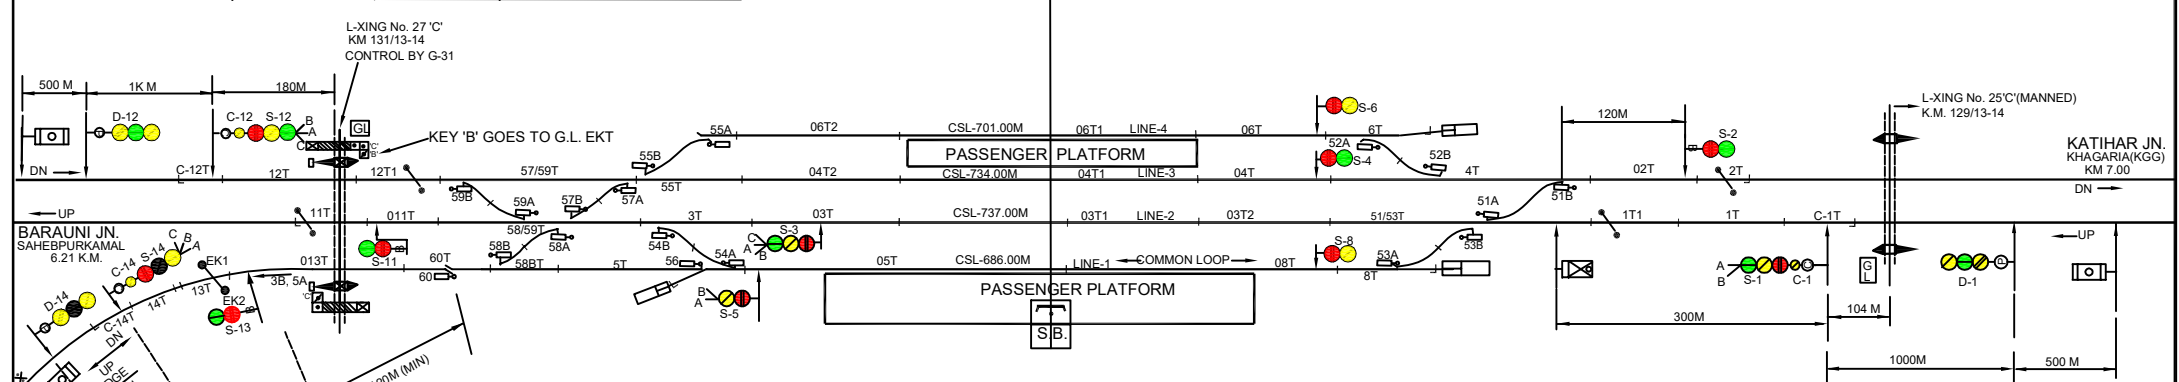 L-XING No. 27 'C'
KM 131/13-14
CONTROL BY G-31
500 M
1K M
180M
D-12
C-12
S-12
B
A
C
GL
'C'
'B'
KEY 'B' GOES TO G.L. EKT
55A
06T2
CSL-701.00M
06T1
LINE-4
06T
6T
S-6
120M
L-XING No. 25'C'(MANNED)
K.M. 129/13-14
S-2
B
PASSENGER PLATFORM
52A
S-4
52B
KATIHAR JN.
KHAGARIA(KGG)
KM 7.00
DN
C-12T
12T
12T1
57/59T
55B
55T
04T2
CSL-734.00M
04T1
LINE-3
04T
4T
02T
2T
DN
59B
59A
57B
57A
51A
51B
UP
11T
011T
3T
03T
CSL-737.00M
03T1
LINE-2
03T2
51/53T
1T1
1T
C-1T
BARAUNI JN.
SAHEBPURKAMAL
6.21 K.M.
58/59T
58B
58A
54B
54A
C
A
S-3
S-8
53A
53B
UP
C
B
A
S-14
C-14
EK1
S-11
B
013T
60T
60
58BT
5T
56
05T
CSL-686.00M
LINE-1
COMMON LOOP
08T
8T
A
B
S-1
C-1
G
L
P
D-1
D-14
C-14T
14T
13T
EK2
S-13
B
3B, 5A
'C'
B
A
S-5
PASSENGER PLATFORM
S.B.
300M
104 M
1000M
500 M
DN
UP